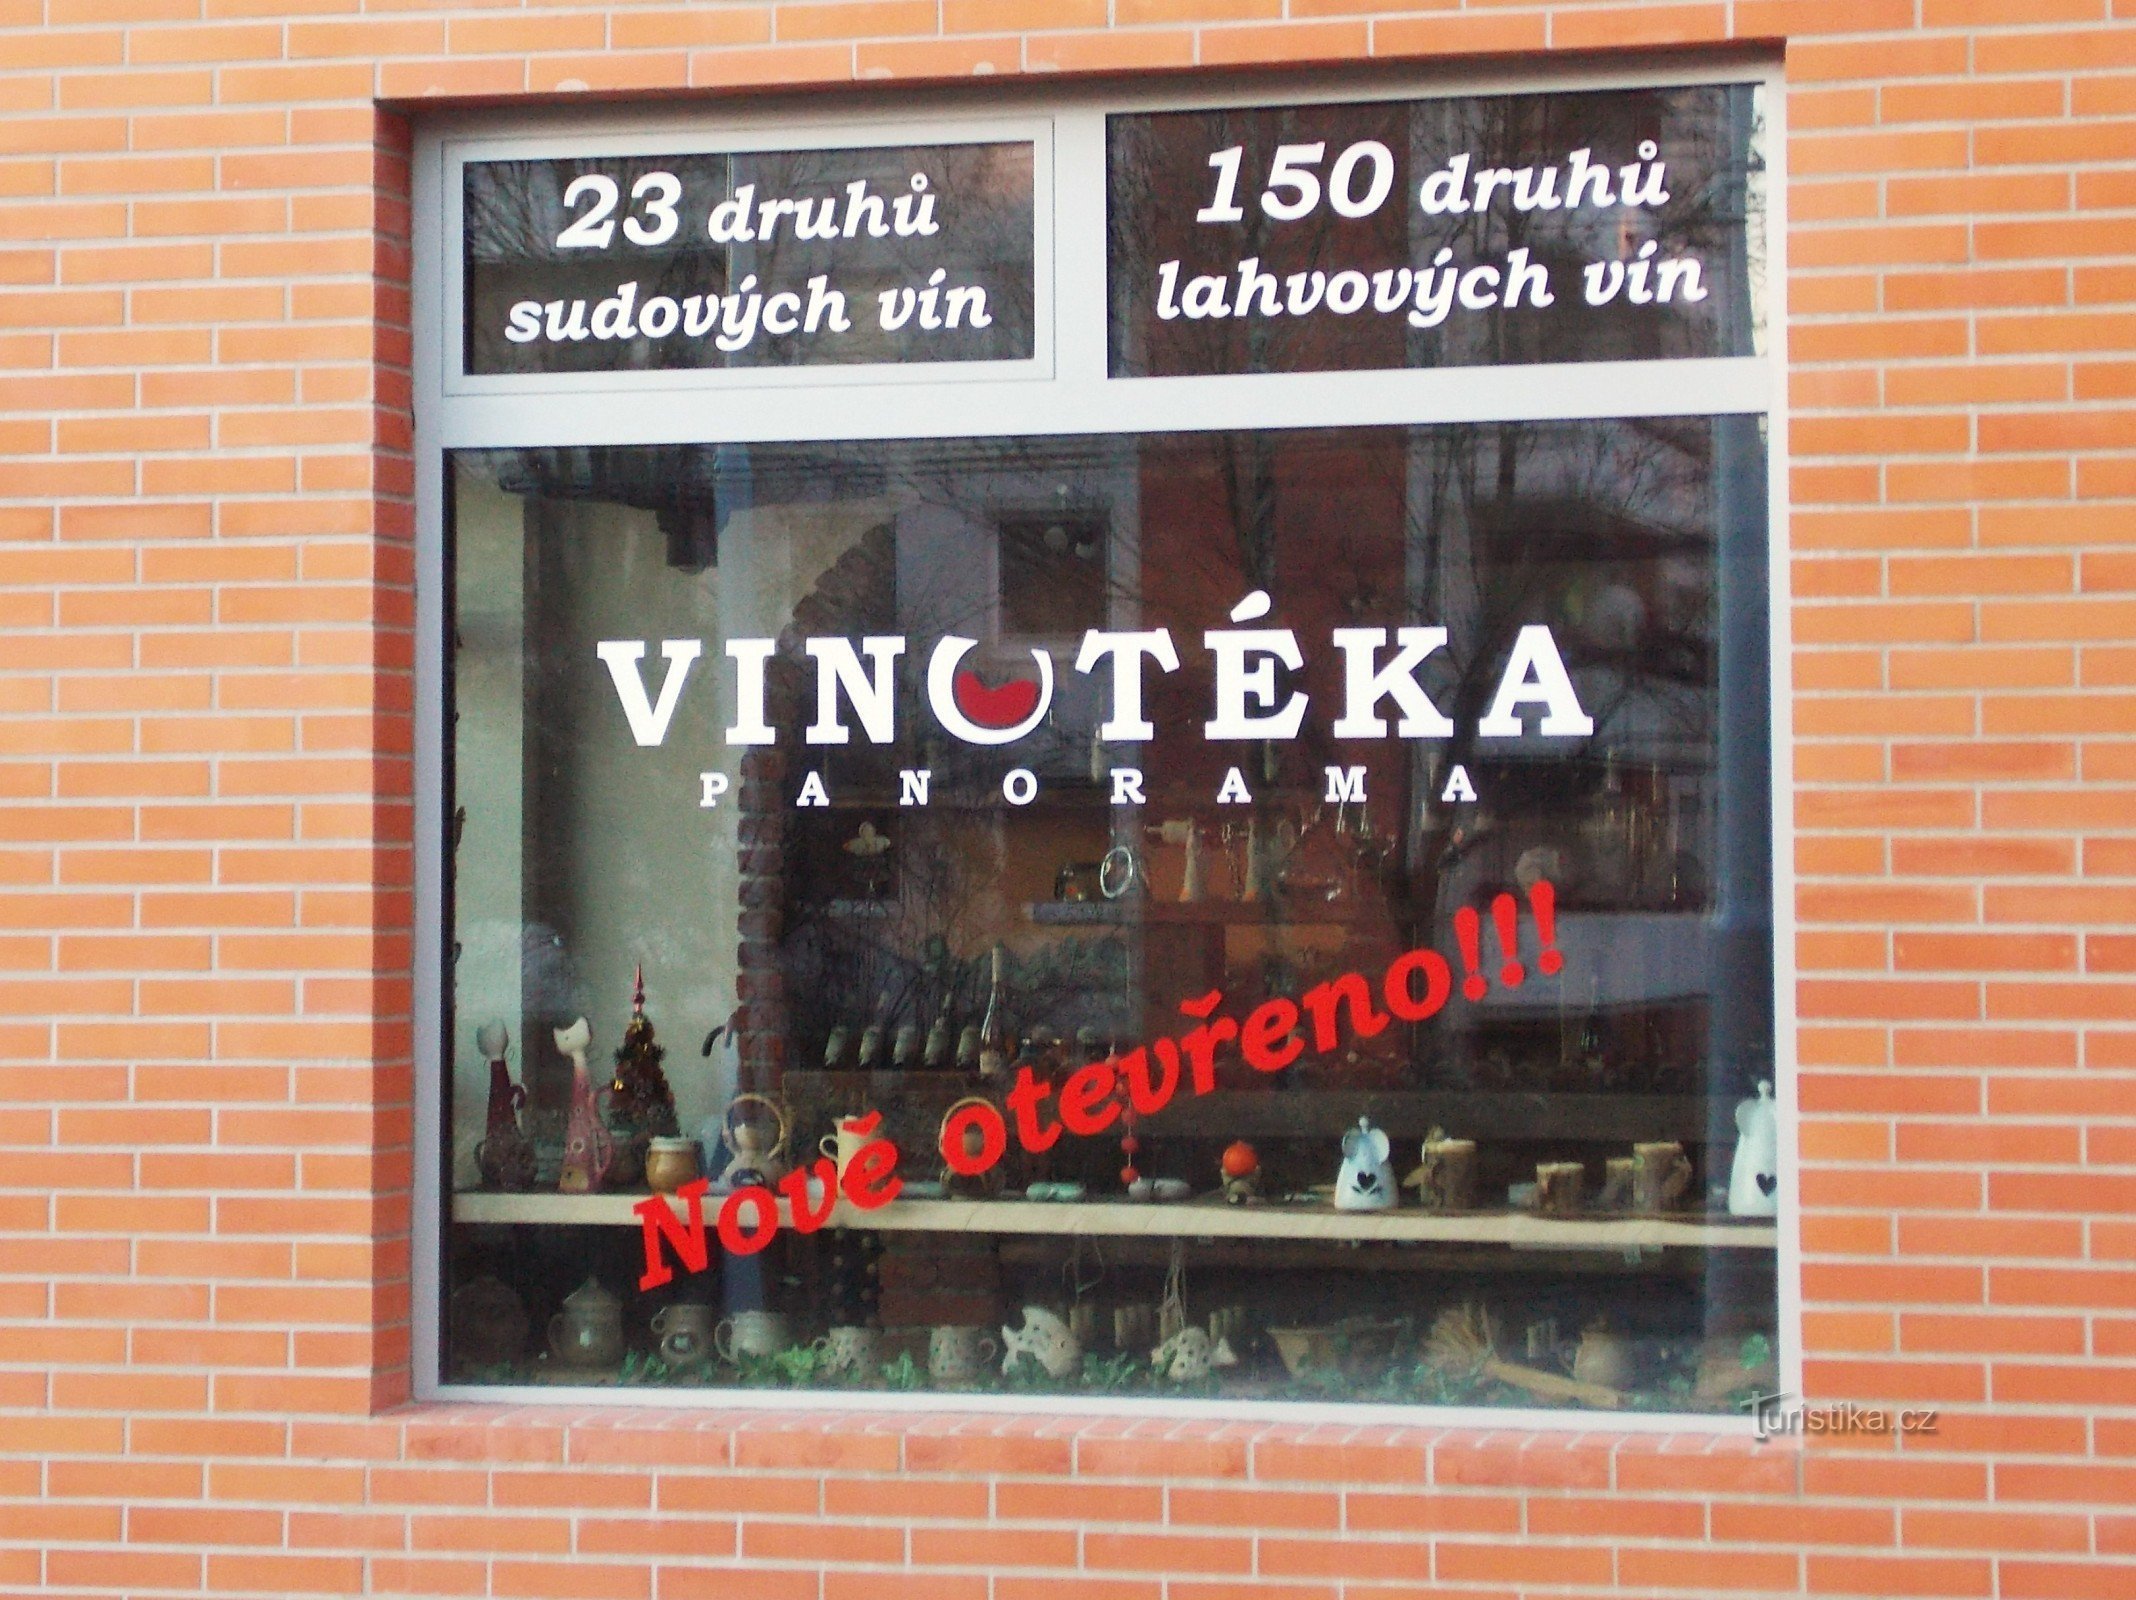 23 druhů
sudových vín
150 druhů
lahvových vín
VINOTÉKA
PANORAMA
Nově otevřeno!!!
Turistika.cz